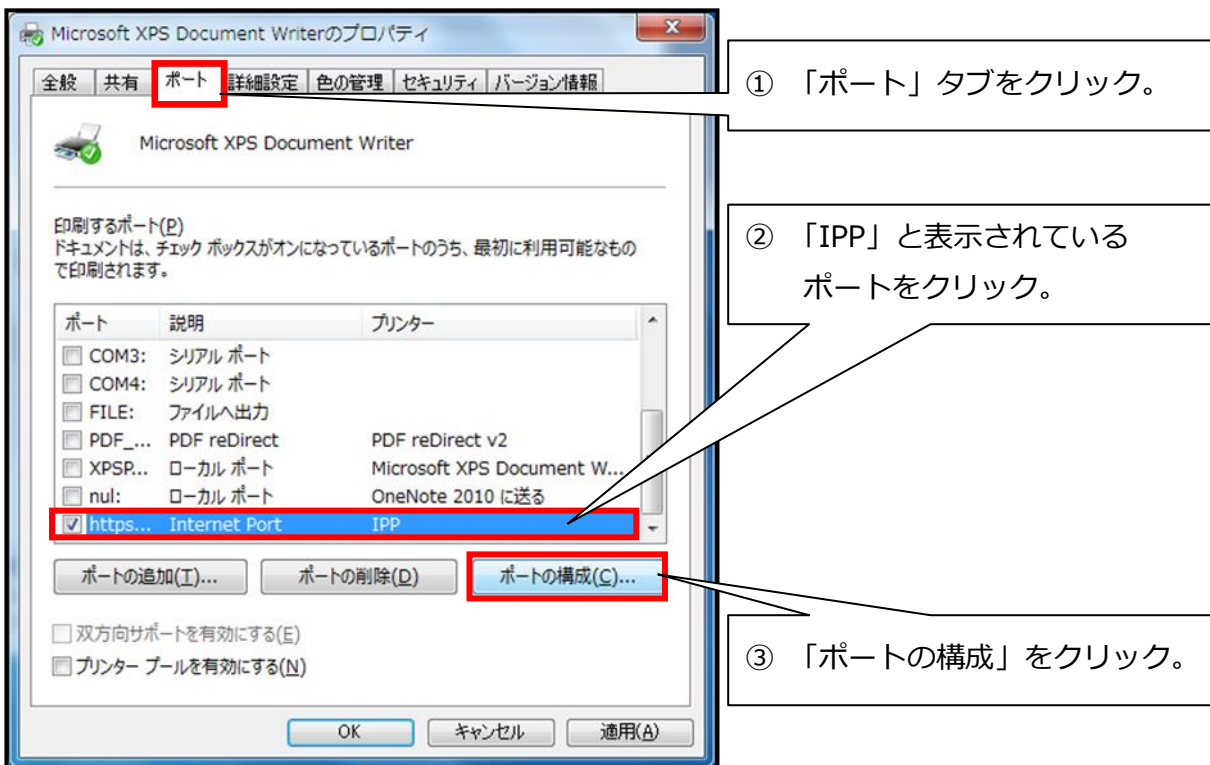 Microsoft XPS Document Writerのプロパティ
全般 共有 ポート 詳細設定 色の管理 セキュリティ バージョン情報
① 「ポート」タブをクリック。
Microsoft XPS Document Writer
印刷するポート(P)
ドキュメントは、チェック ボックスがオンになっているポートのうち、最初に利用可能なもの
で印刷されます。
② 「IPP」と表示されている
ポートをクリック。
ポート 説明 プリンター
COM3: シリアル ポート
COM4: シリアル ポート
FILE: ファイルへ出力
PDF_... PDF reDirect PDF reDirect v2
XPSP... ローカル ポート Microsoft XPS Document W...
nul: ローカル ポート OneNote 2010 に送る
https... Internet Port IPP
ポートの追加(T)... ポートの削除(D) ポートの構成(C)...
双方向サポートを有効にする(E)
プリンター プールを有効にする(N)
③ 「ポートの構成」をクリック。
OK キャンセル 適用(A)